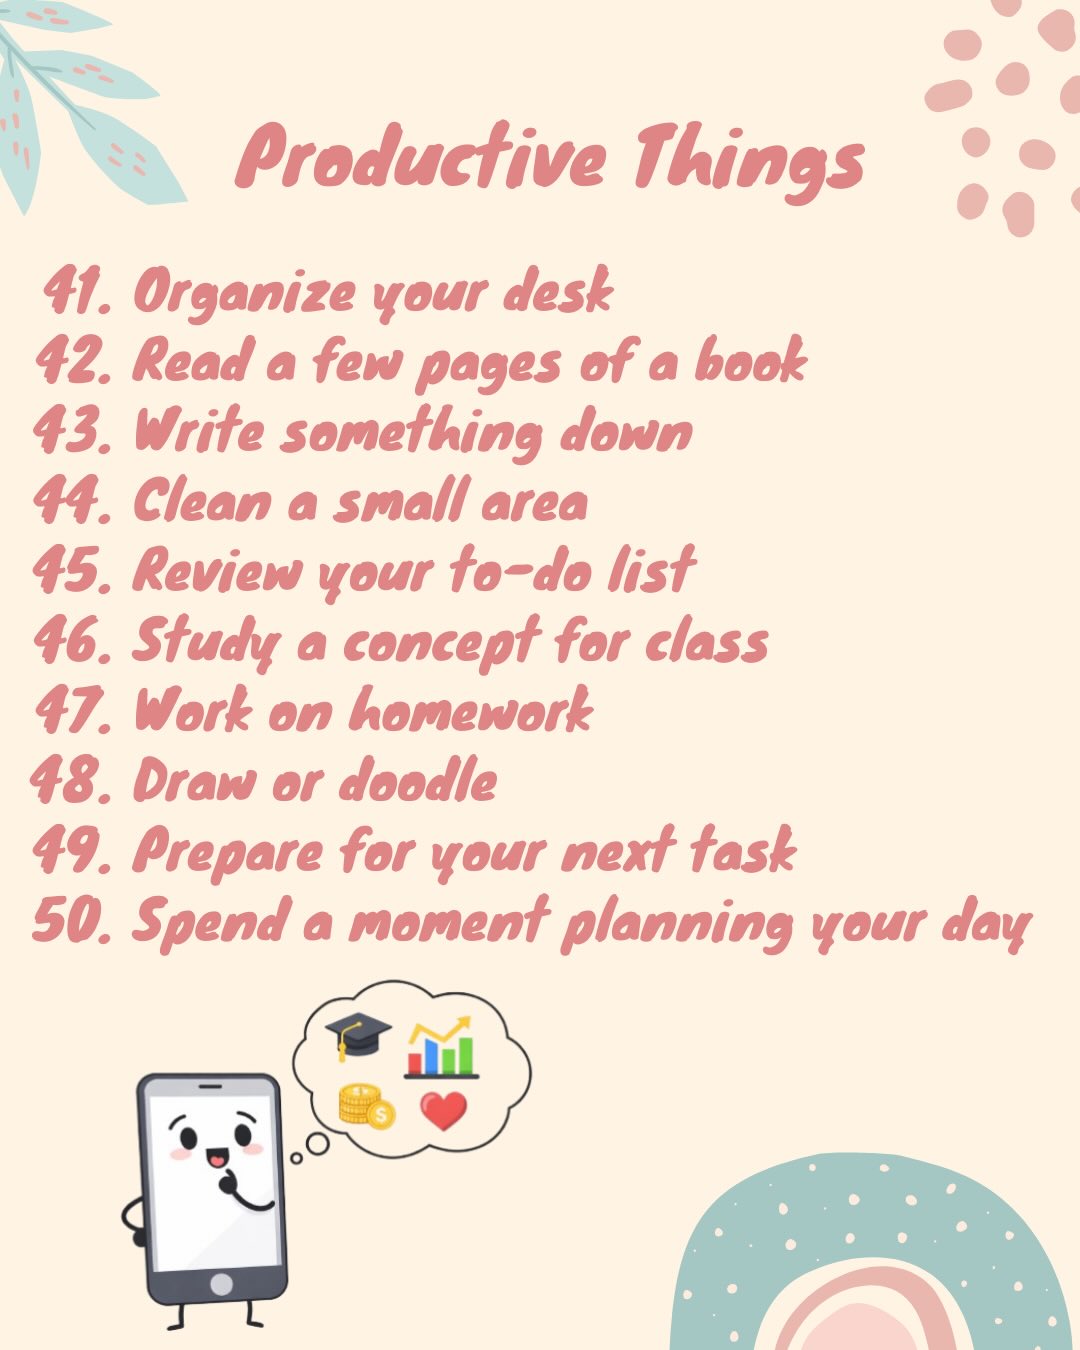 Productive Things
41. Organize your desk
42. Read a few pages of a book
43. Write something down
44. Clean a small area
45. Review your to-do list
46. Study a concept for class
47. Work on homework
48. Draw or doodle
49. Prepare for your next task
50. Spend a moment planning your day